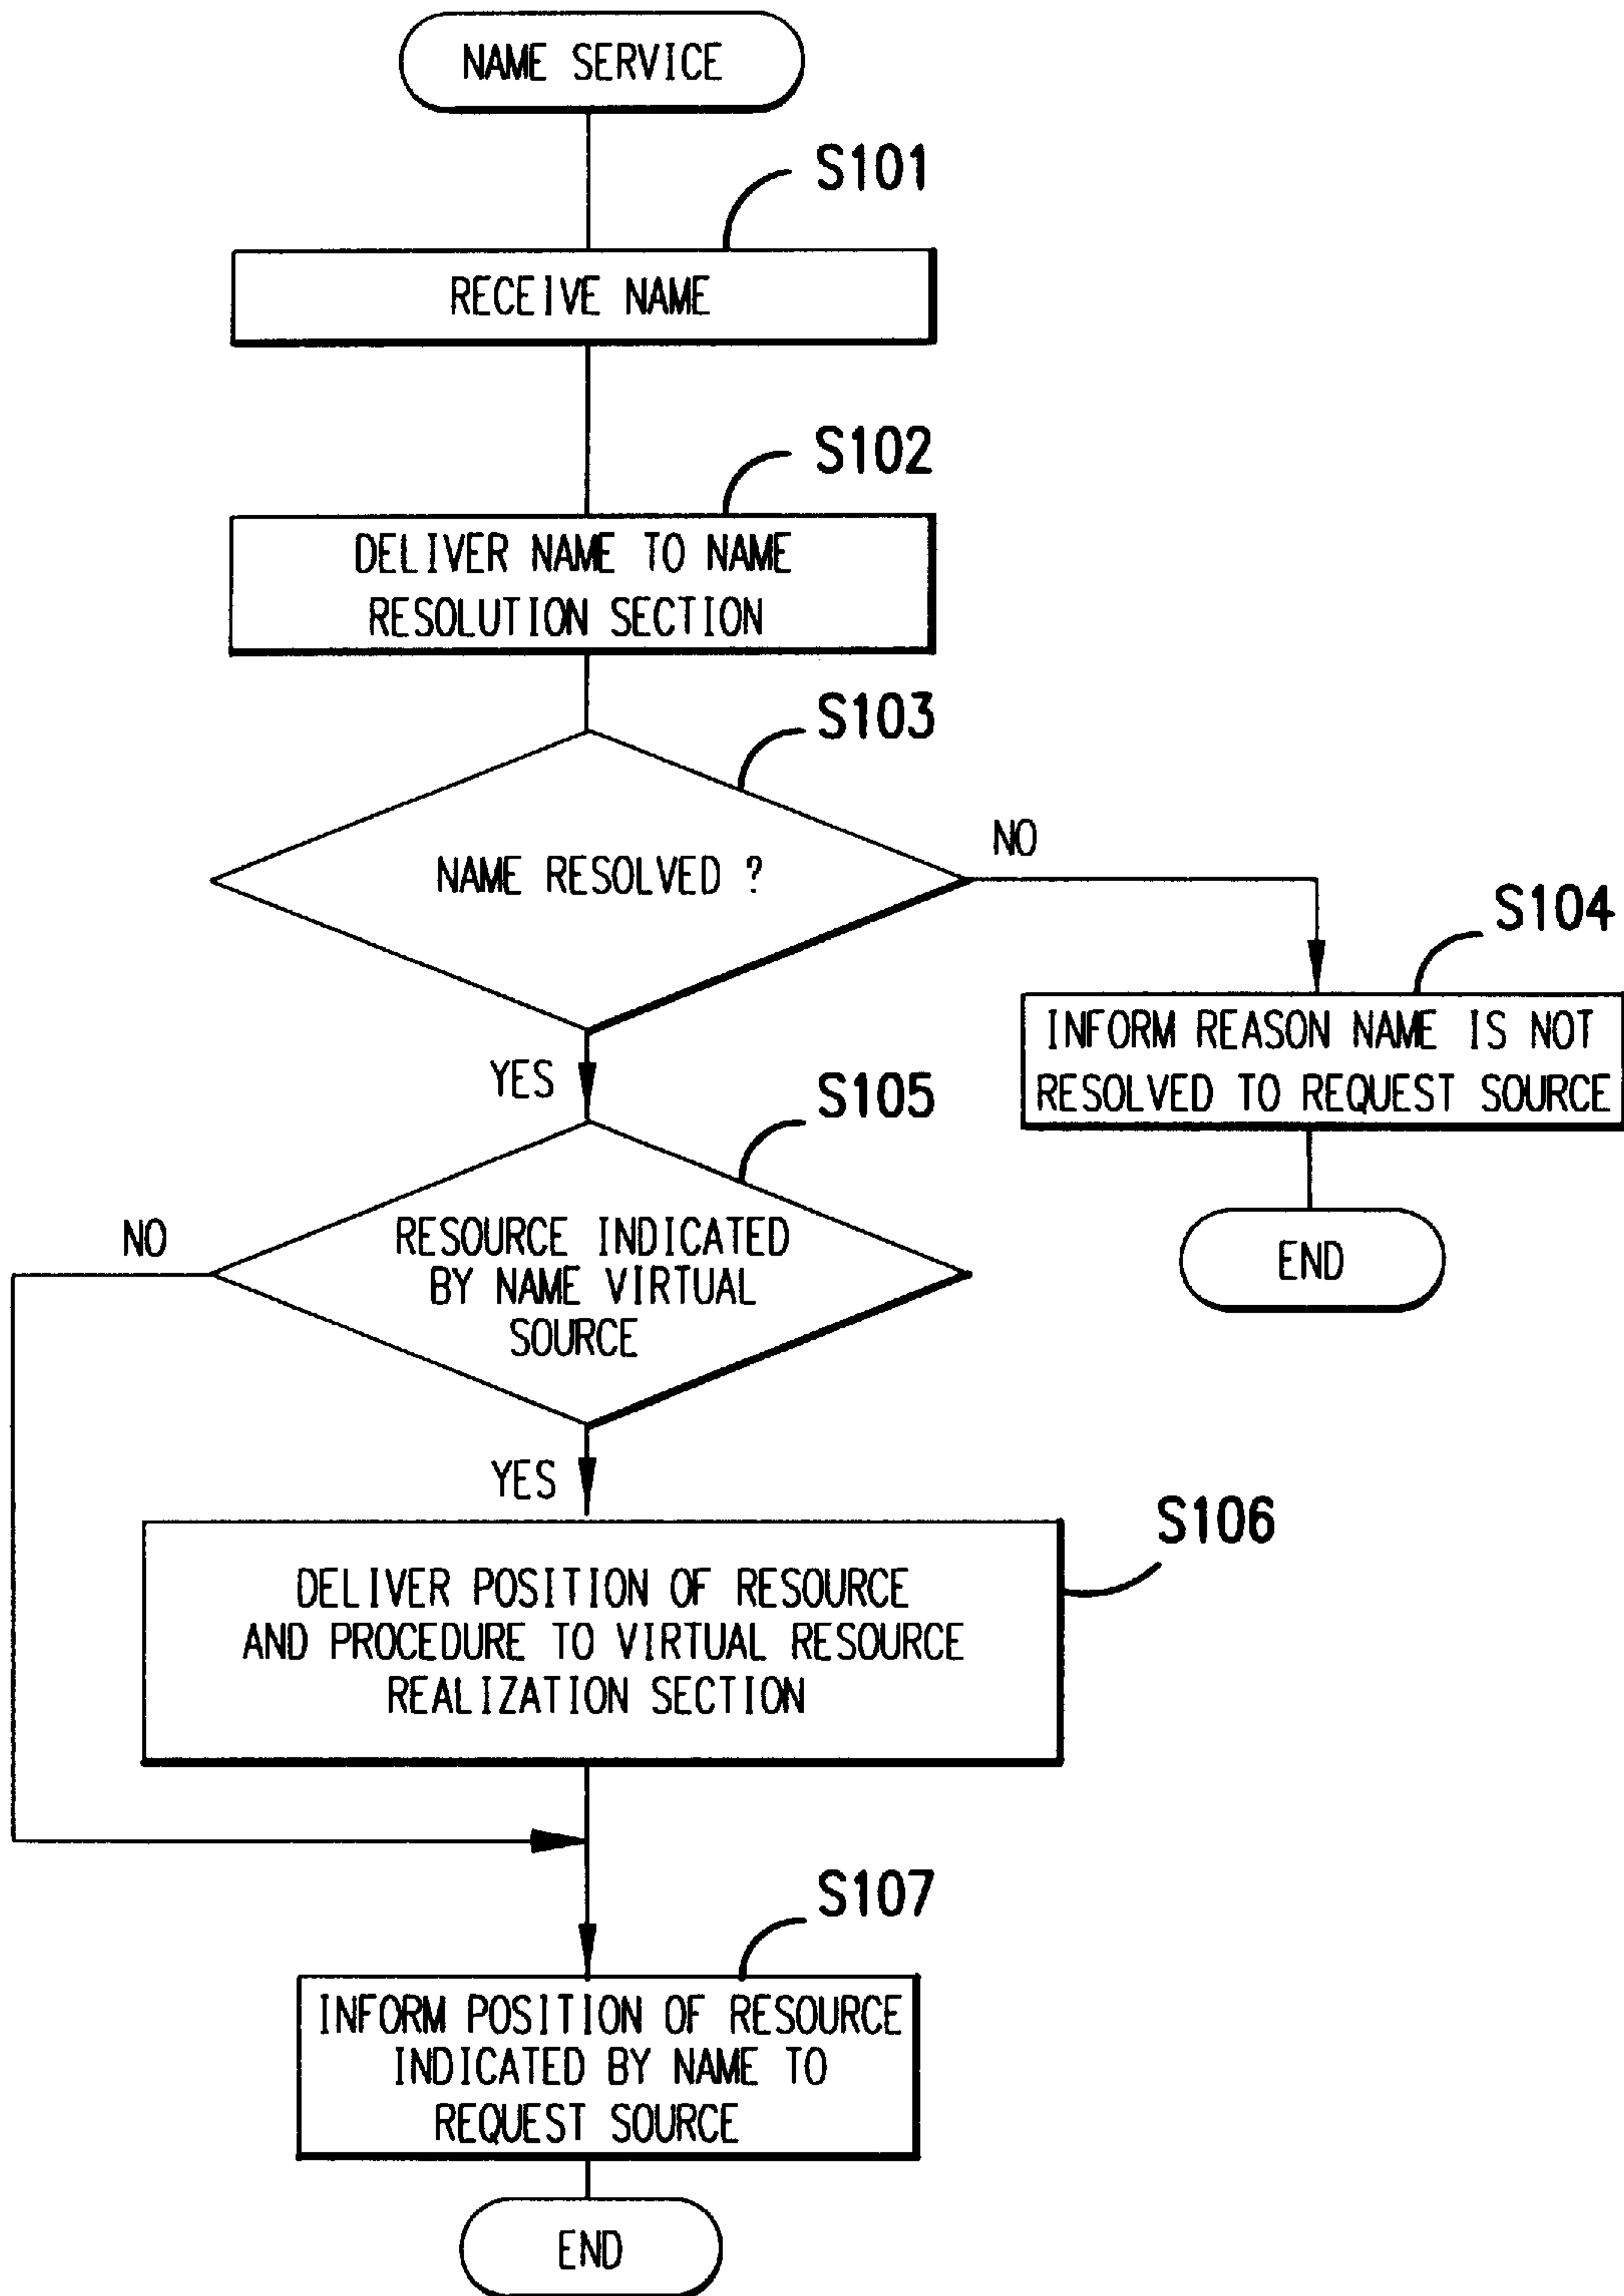 NAME SERVICE
S101
RECEIVE NAME
S102
DELIVER NAME TO NAME
RESOLUTION SECTION
S103
NAME RESOLVED ?
NO
S104
INFORM REASON NAME IS NOT
RESOLVED TO REQUEST SOURCE
END
YES
S105
RESOURCE INDICATED
BY NAME VIRTUAL
SOURCE
NO
YES
S106
DELIVER POSITION OF RESOURCE
AND PROCEDURE TO VIRTUAL RESOURCE
REALIZATION SECTION
S107
INFORM POSITION OF RESOURCE
INDICATED BY NAME TO
REQUEST SOURCE
END